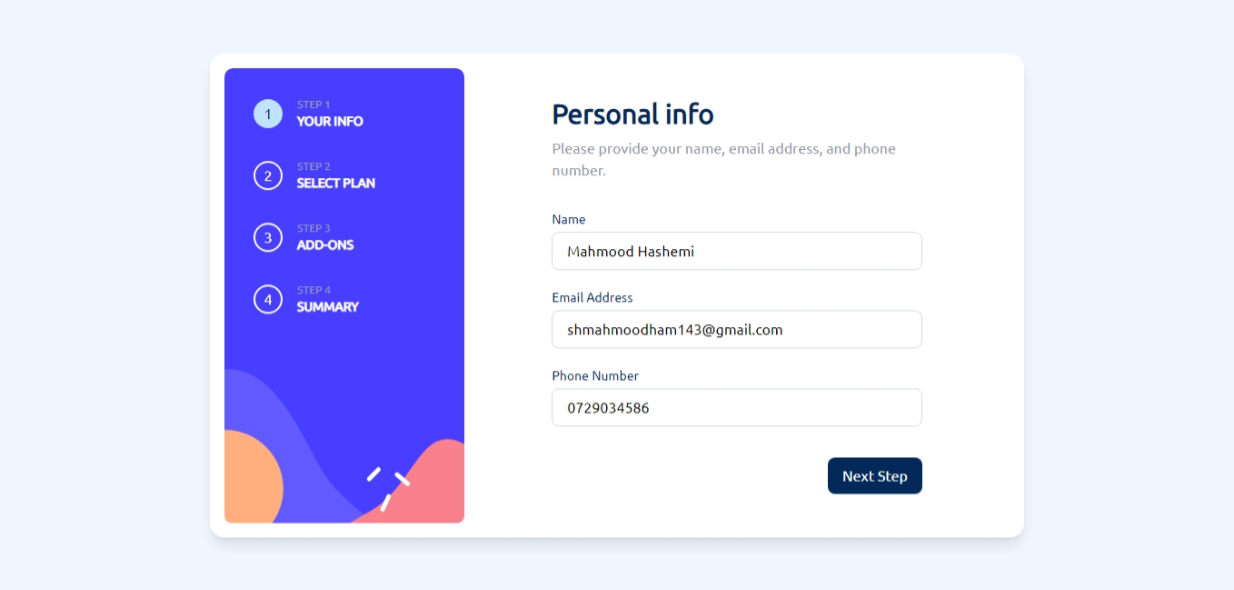 1
STEP 1
YOUR INFO
2
STEP 2
SELECT PLAN
3
STEP 3
ADD-ONS
4
STEP 4
SUMMARY
Personal info
Please provide your name, email address, and phone
number.
Name
Mahmood Hashemi
Email Address
shmahmoodham143@gmail.com
Phone Number
0729034586
Next Step